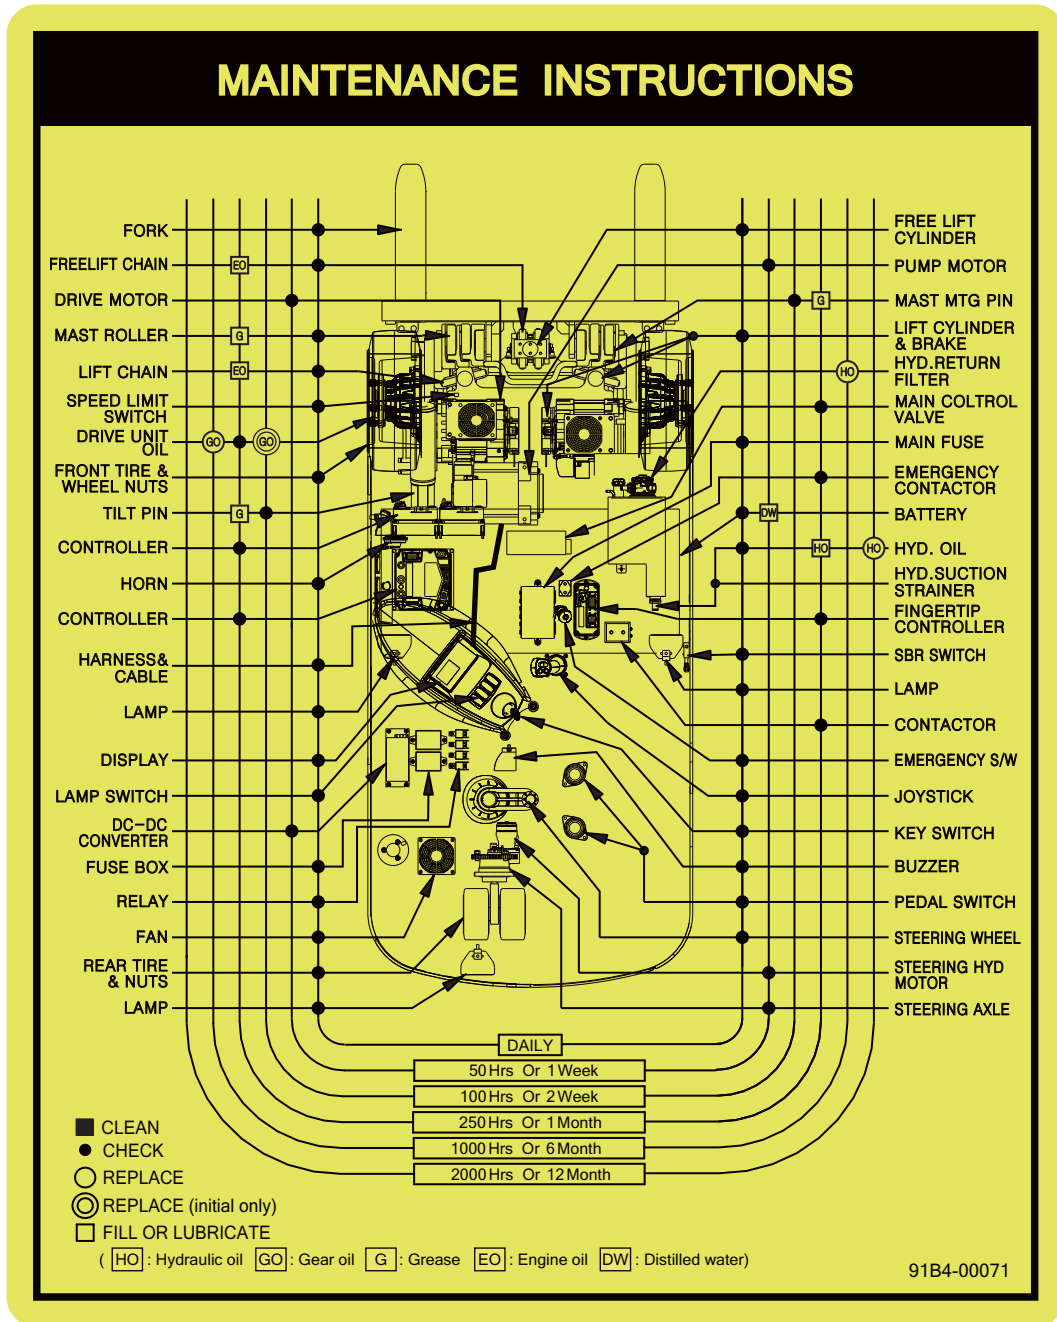 MAINTENANCE INSTRUCTIONS
FORK
FREELIFT CHAIN
EO
DRIVE MOTOR
MAST ROLLER
G
LIFT CHAIN
EO
SPEED LIMIT
SWITCH
DRIVE UNIT
OIL
GO
GO
FRONT TIRE &
WHEEL NUTS
TILT PIN
G
CONTROLLER
HORN
CONTROLLER
HARNESS&
CABLE
LAMP
DISPLAY
LAMP SWITCH
DC-DC
CONVERTER
FUSE BOX
RELAY
FAN
REAR TIRE
& NUTS
LAMP
FREE LIFT
CYLINDER
PUMP MOTOR
G
MAST MTG PIN
LIFT CYLINDER
& BRAKE
HO
HYD.RETURN
FILTER
MAIN COLTROL
VALVE
MAIN FUSE
EMERGENCY
CONTACTOR
DW
BATTERY
HO
HO
HYD. OIL
HYD.SUCTION
STRAINER
FINGERTIP
CONTROLLER
SBR SWITCH
LAMP
CONTACTOR
EMERGENCY S/W
JOYSTICK
KEY SWITCH
BUZZER
PEDAL SWITCH
STEERING WHEEL
STEERING HYD
MOTOR
STEERING AXLE
DAILY
50 Hrs Or 1 Week
100 Hrs Or 2 Week
250 Hrs Or 1 Month
1000 Hrs Or 6 Month
2000 Hrs Or 12 Month
CLEAN
CHECK
REPLACE
REPLACE (initial only)
FILL OR LUBRICATE
( HO : Hydraulic oil GO : Gear oil G : Grease EO : Engine oil DW : Distilled water)
91B4-00071